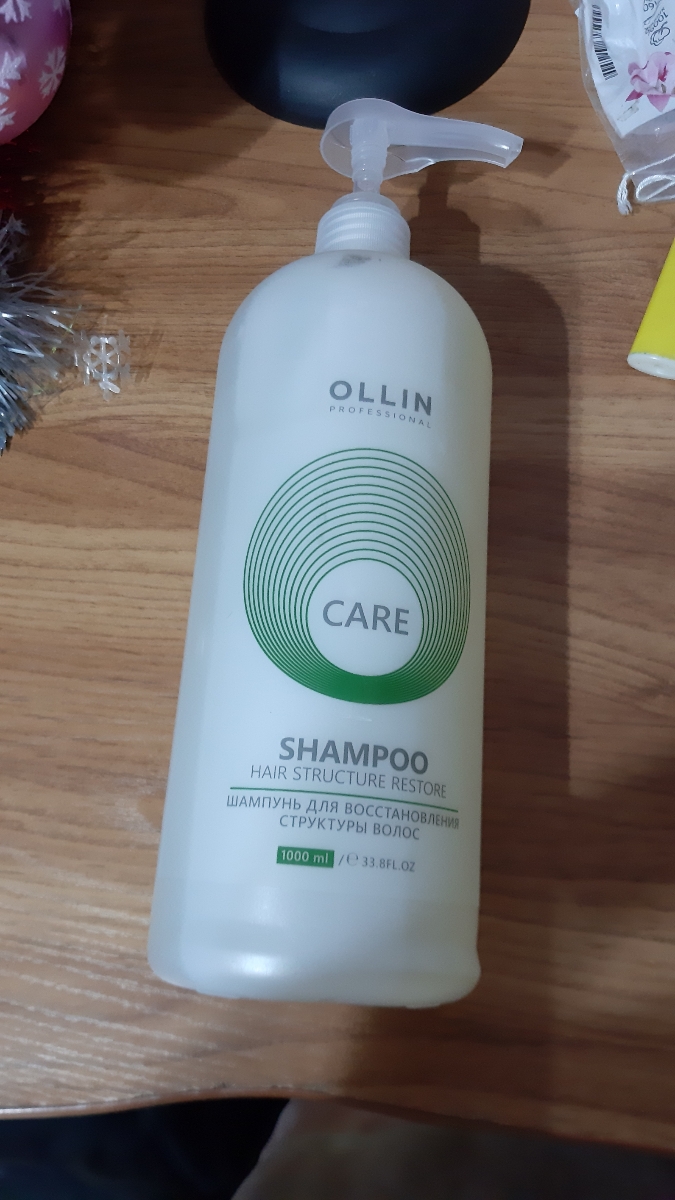 OLLIN
PROFESSIONAL
CARE
SHAMPOO
HAIR STRUCTURE RESTORE
ШАМПУНЬ ДЛЯ ВОССТАНОВЛЕНИЯ
СТРУКТУРЫ ВОЛОС
1000 ml / ℮ 33.8FL.OZ